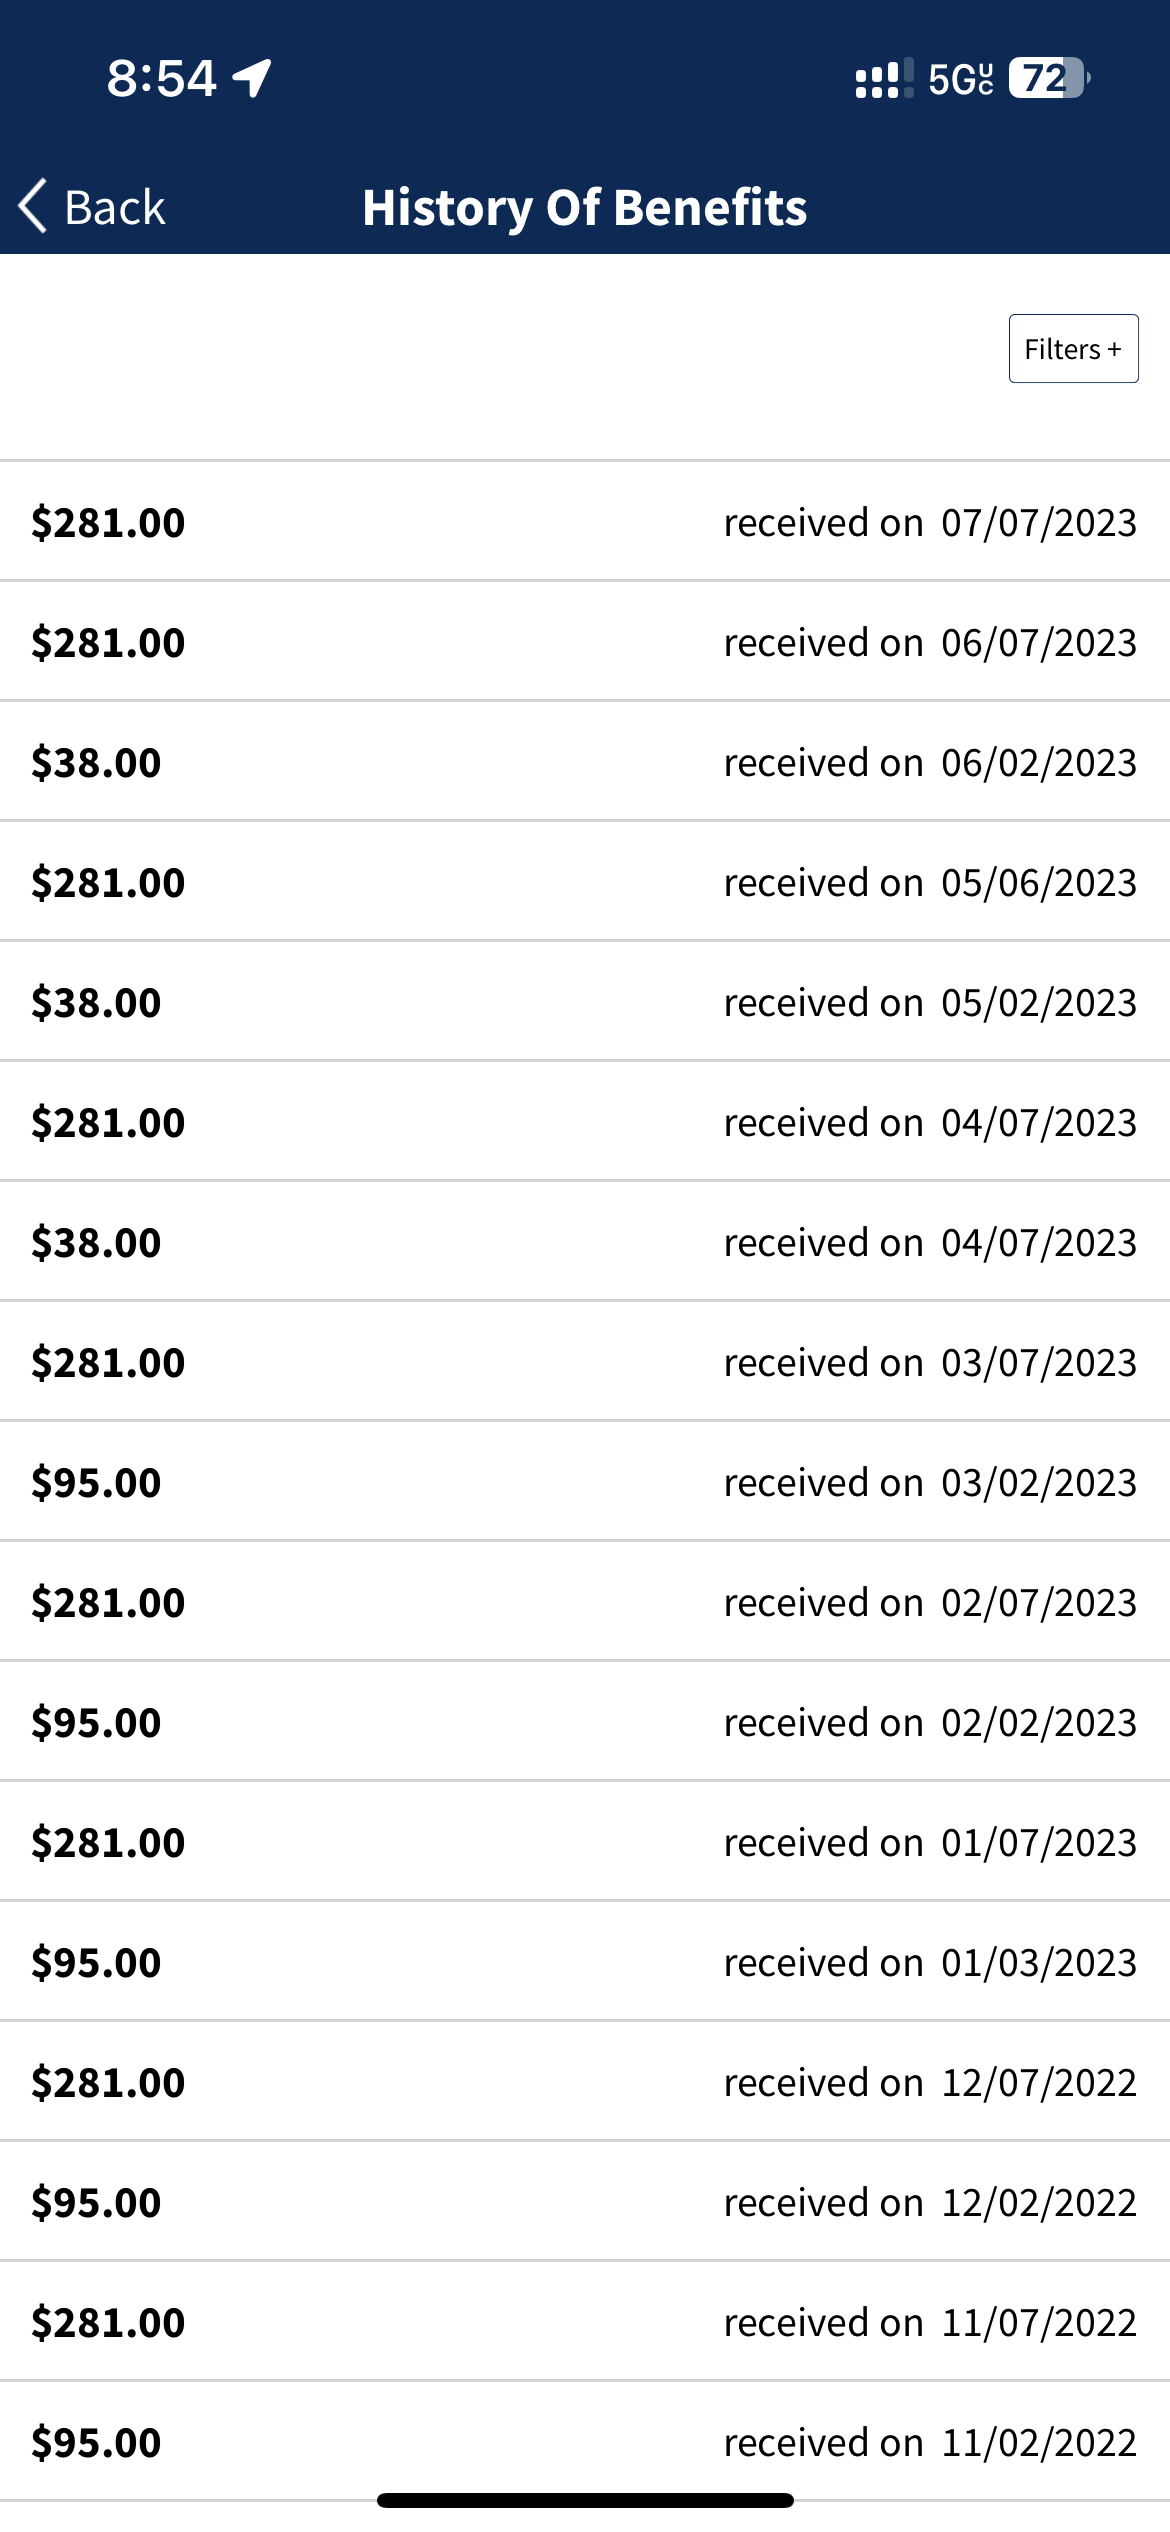 8:54 5G UC 72
Back History Of Benefits
Filters +
$281.00 received on 07/07/2023
$281.00 received on 06/07/2023
$38.00 received on 06/02/2023
$281.00 received on 05/06/2023
$38.00 received on 05/02/2023
$281.00 received on 04/07/2023
$38.00 received on 04/07/2023
$281.00 received on 03/07/2023
$95.00 received on 03/02/2023
$281.00 received on 02/07/2023
$95.00 received on 02/02/2023
$281.00 received on 01/07/2023
$95.00 received on 01/03/2023
$281.00 received on 12/07/2022
$95.00 received on 12/02/2022
$281.00 received on 11/07/2022
$95.00 received on 11/02/2022